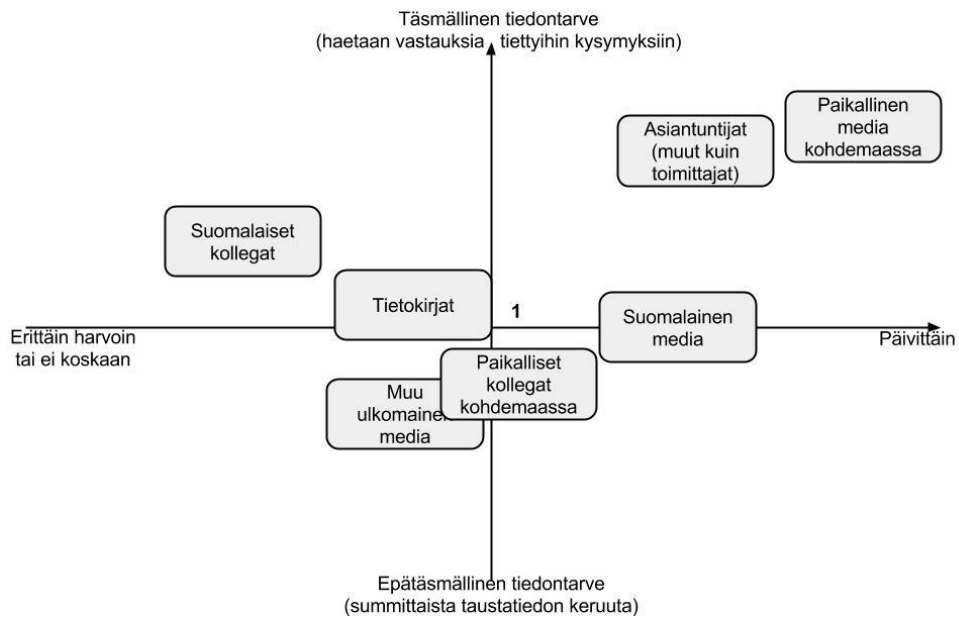 Täsmällinen tiedontarve
(haetaan vastauksia tiettyihin kysymyksiin)
Paikallinen
media
kohdemaassa
Asiantuntijat
(muut kuin
toimittajat)
Suomalaiset
kollegat
Tietokirjat
1
Suomalainen
media
Erittäin harvoin
tai ei koskaan
Päivittäin
Paikalliset
kollegat
kohdemaassa
Muu
ulkomainen
media
Epätäsmällinen tiedontarve
(summittaista taustatiedon keruuta)